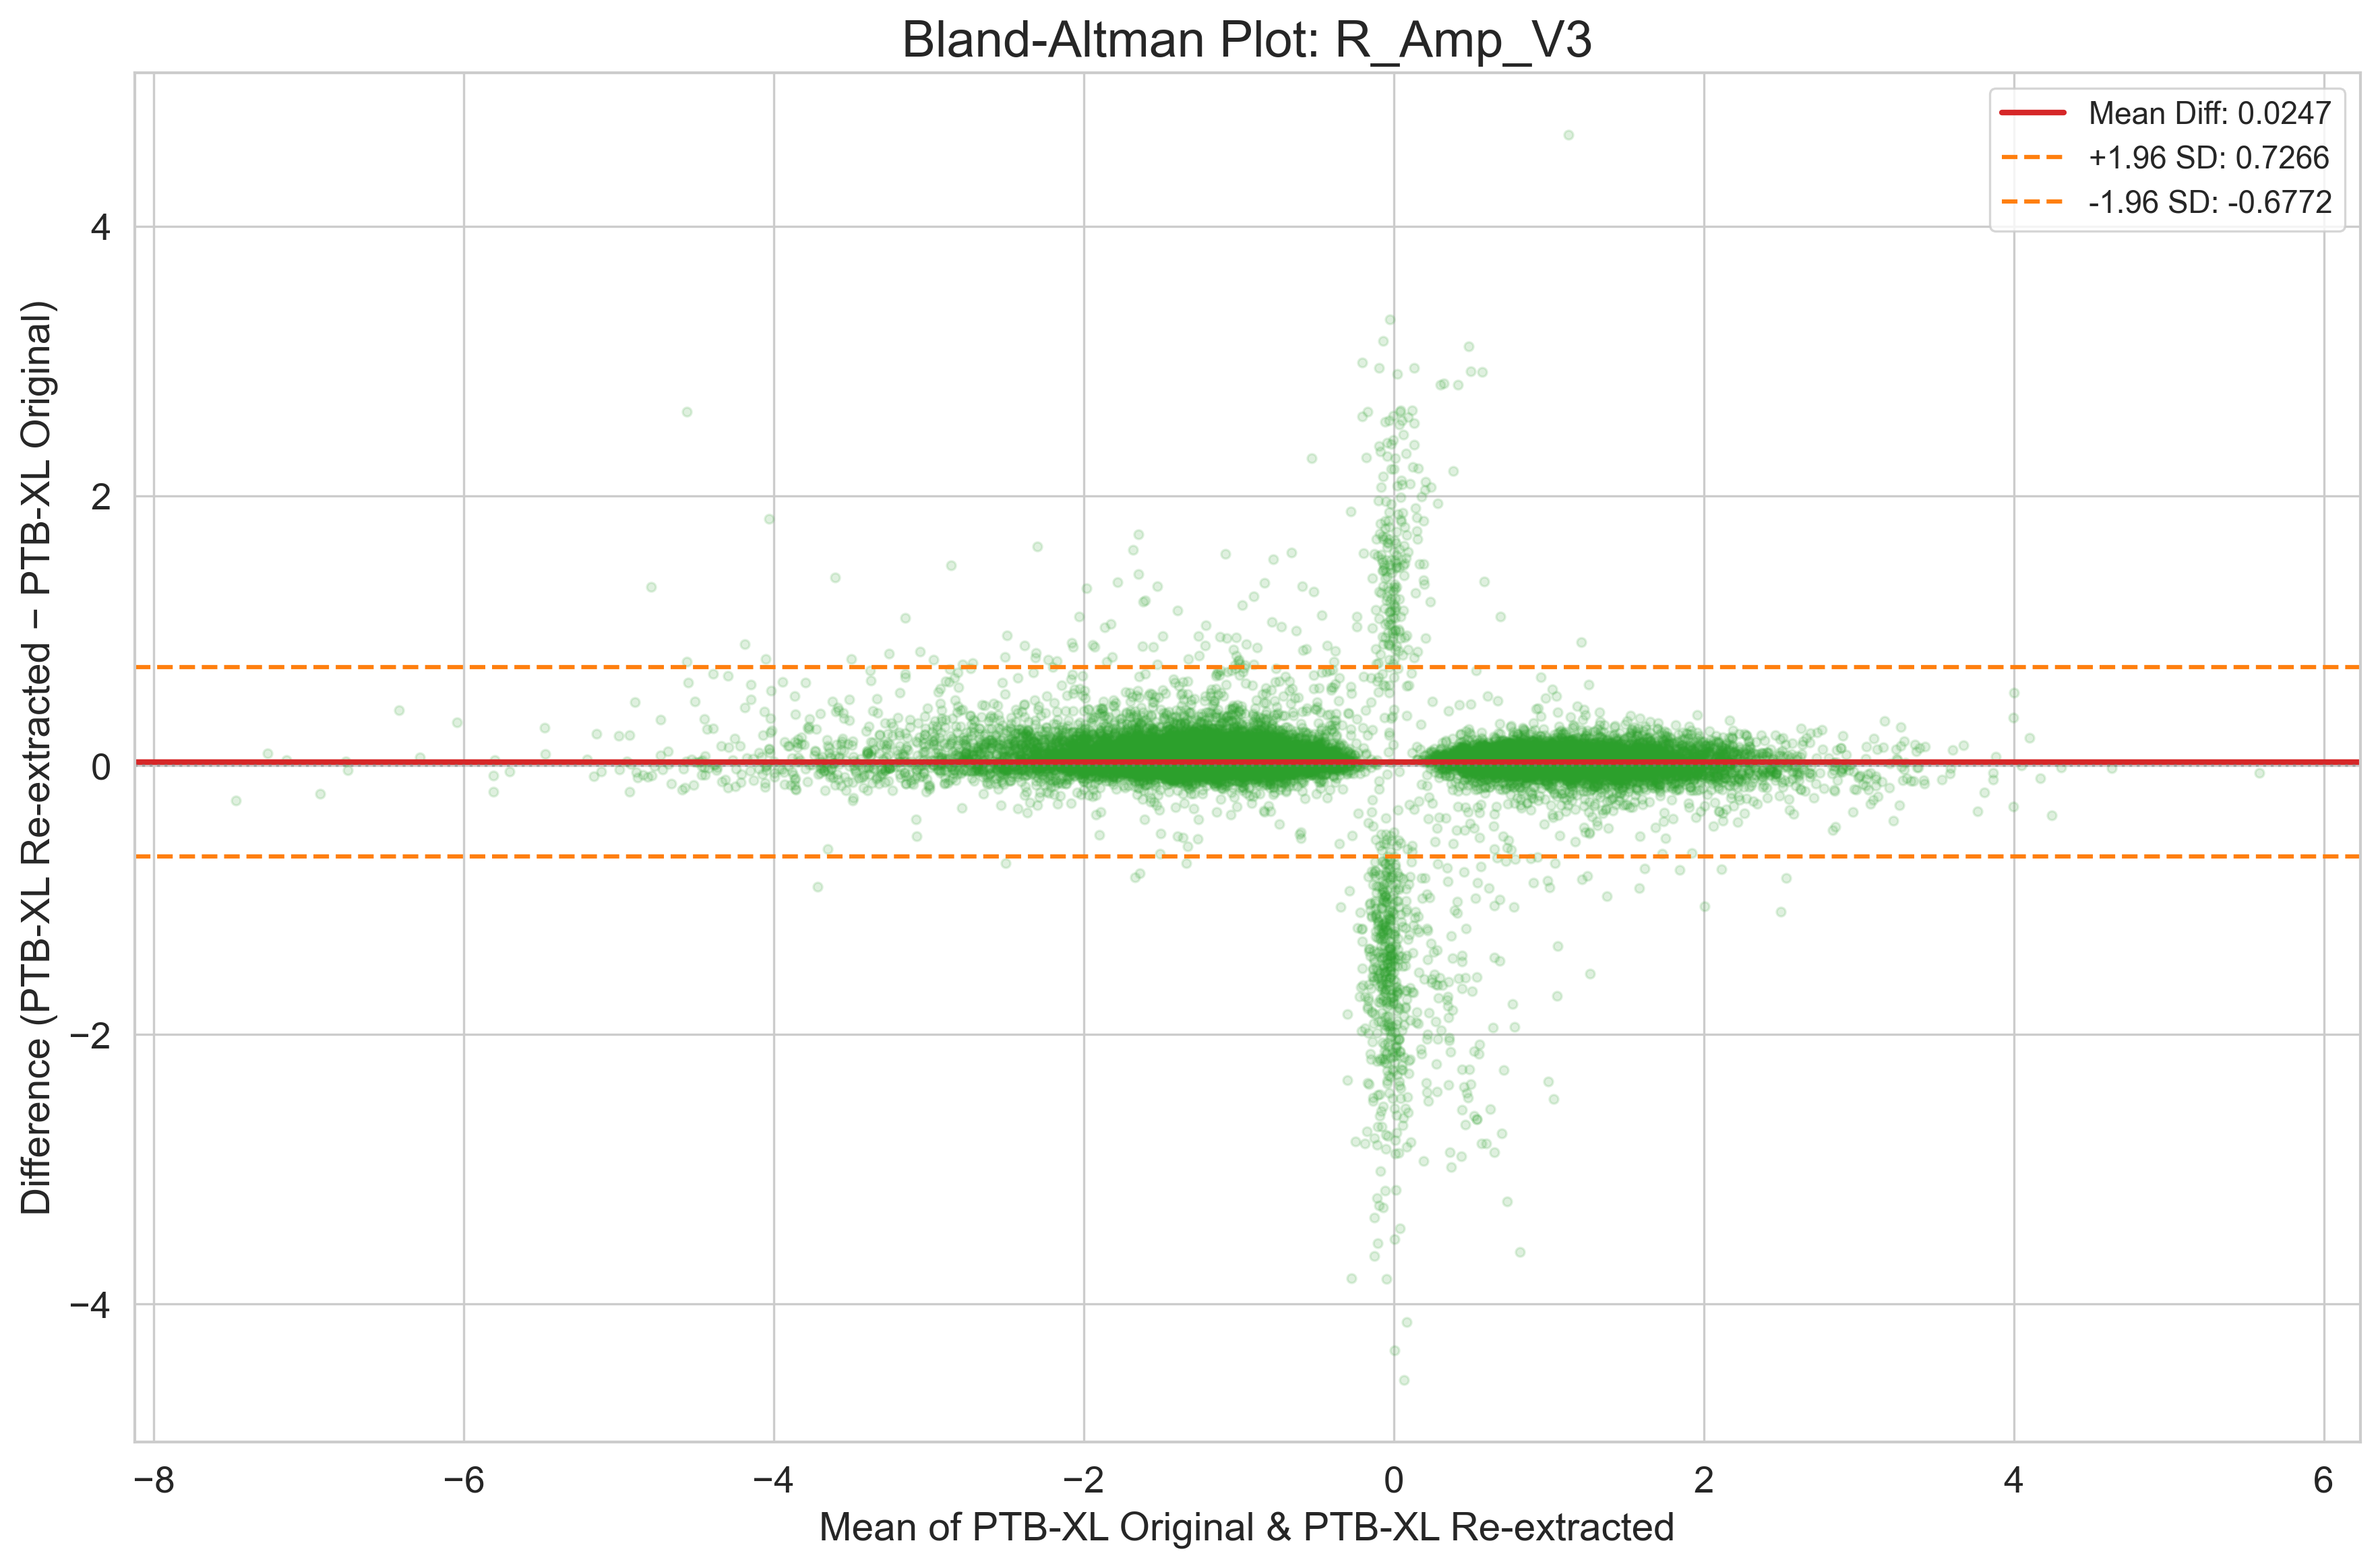 Bland-Altman Plot: R_Amp_V3
Mean Diff: 0.0247
+1.96 SD: 0.7266
-1.96 SD: -0.6772
Difference (PTB-XL Re-extracted − PTB-XL Original)
4
2
0
−2
−4
−8
−6
−4
−2
0
2
4
6
Mean of PTB-XL Original & PTB-XL Re-extracted